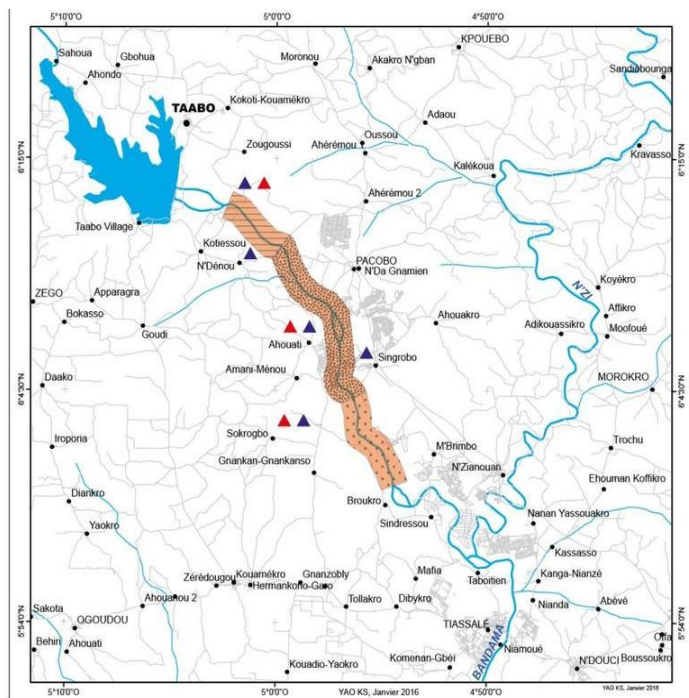 5°10'0"O 5°0'0"O 4°50'0"O
KPOUEBO
Sahoua
Gbohua
Moronou
Akakro N'gban
Ahondo
TAABO
Kokoti-Kouamékro
Adaou
Oussou
Zougoussi
Ahérémou
Kravasso
6°15'0"N 6°15'0"N
Kalékoua
Ahérémou 2
Taabo Village
Kotiessou
PACOBO
N'Dénou
N'Da Gnamien
Koyékro
N'ZI
ZEGO
Apparagra
Affikro
Bokasso
Ahouakro
Goudi
Adikouassikro
Moofoué
Ahouati
Singrobo
Amani-Ménou
Daako
MOROKRO
6°4'30"N 6°4'30"N
Sokrogbo
Iroporia
M'Brimbo
Trochu
Gnankan-Gnankanso
N'Zianouan
Ehouman Koffikro
Diankro
Broukro
Sindressou
Nanan Yassouakro
Yaokro
Kassasso
Mafia
Taboitien
Kanga-Nianzé
Zérédougou
Kouamékro
Gnanzobly
Hermankono-Garo
Ahouanou 2
Tollakro
Dibykro
Nianda
Abévé
Sakota
OGOUDOU
TIASSALÉ
5°54'0"N 5°54'0"N
Behiri
Ahouati
Niamoué
BANDAMA
Boussoukro
Kouadio-Yaokro
Komenan-Gbéi
N'DOUCI
YAO KS, Janvier 2016
YAO KS, Janvier 2016
5°10'0"O 5°0'0"O 4°50'0"O